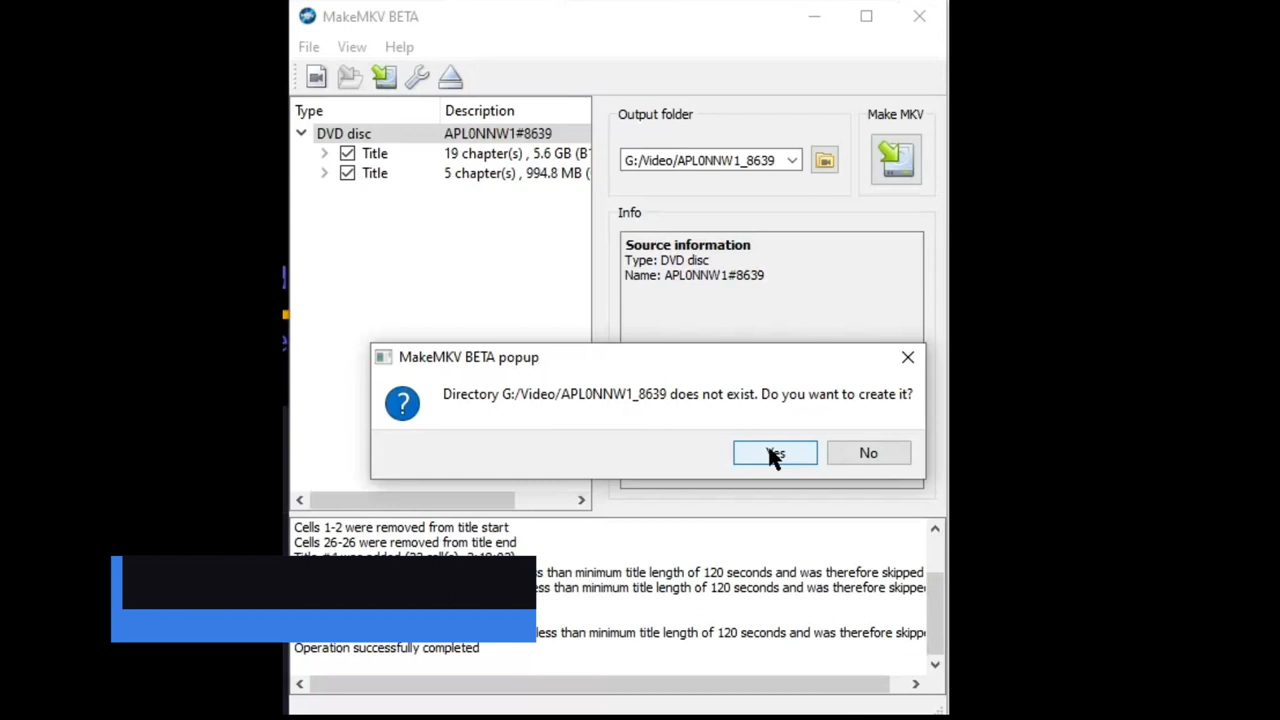 MakeMKV BETA
File View Help
Type Description
DVD disc APL0NNW1#8639
Title 19 chapter(s) , 5.6 GB
Title 5 chapter(s) , 994.8 MB (
Output folder
G:/Video/APL0NNW1_8639
Make MKV
Info
Source information
Type: DVD disc
Name: APL0NNW1#8639
MakeMKV BETA popup
Directory G:/Video/APL0NNW1_8639 does not exist. Do you want to create it?
Yes No
Cells 1-2 were removed from title start
Cells 26-26 were removed from title end
than minimum title length of 120 seconds and was therefore skipped
than minimum title length of 120 seconds and was therefore
less than minimum title length of 120 seconds and was therefore
Operation successfully completed